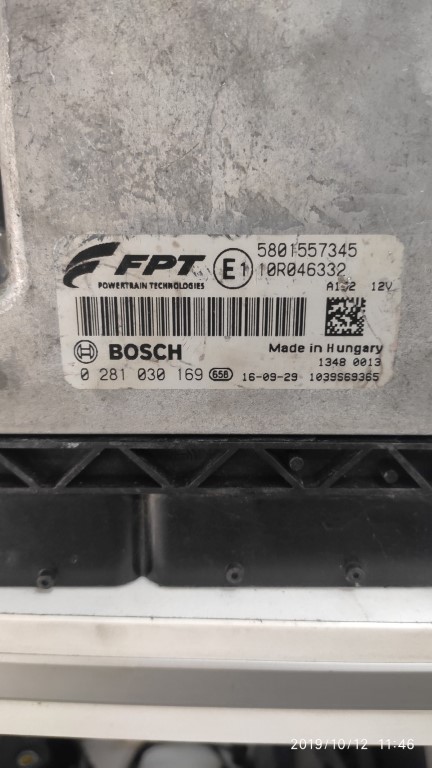 FPT
POWERTRAIN TECHNOLOGIES
E1
5801557345
10R046332
12V
BOSCH
Made in Hungary
1348 0013
0 281 030 169 658 16-09-29 1039S69365
2019/10/12 11:46